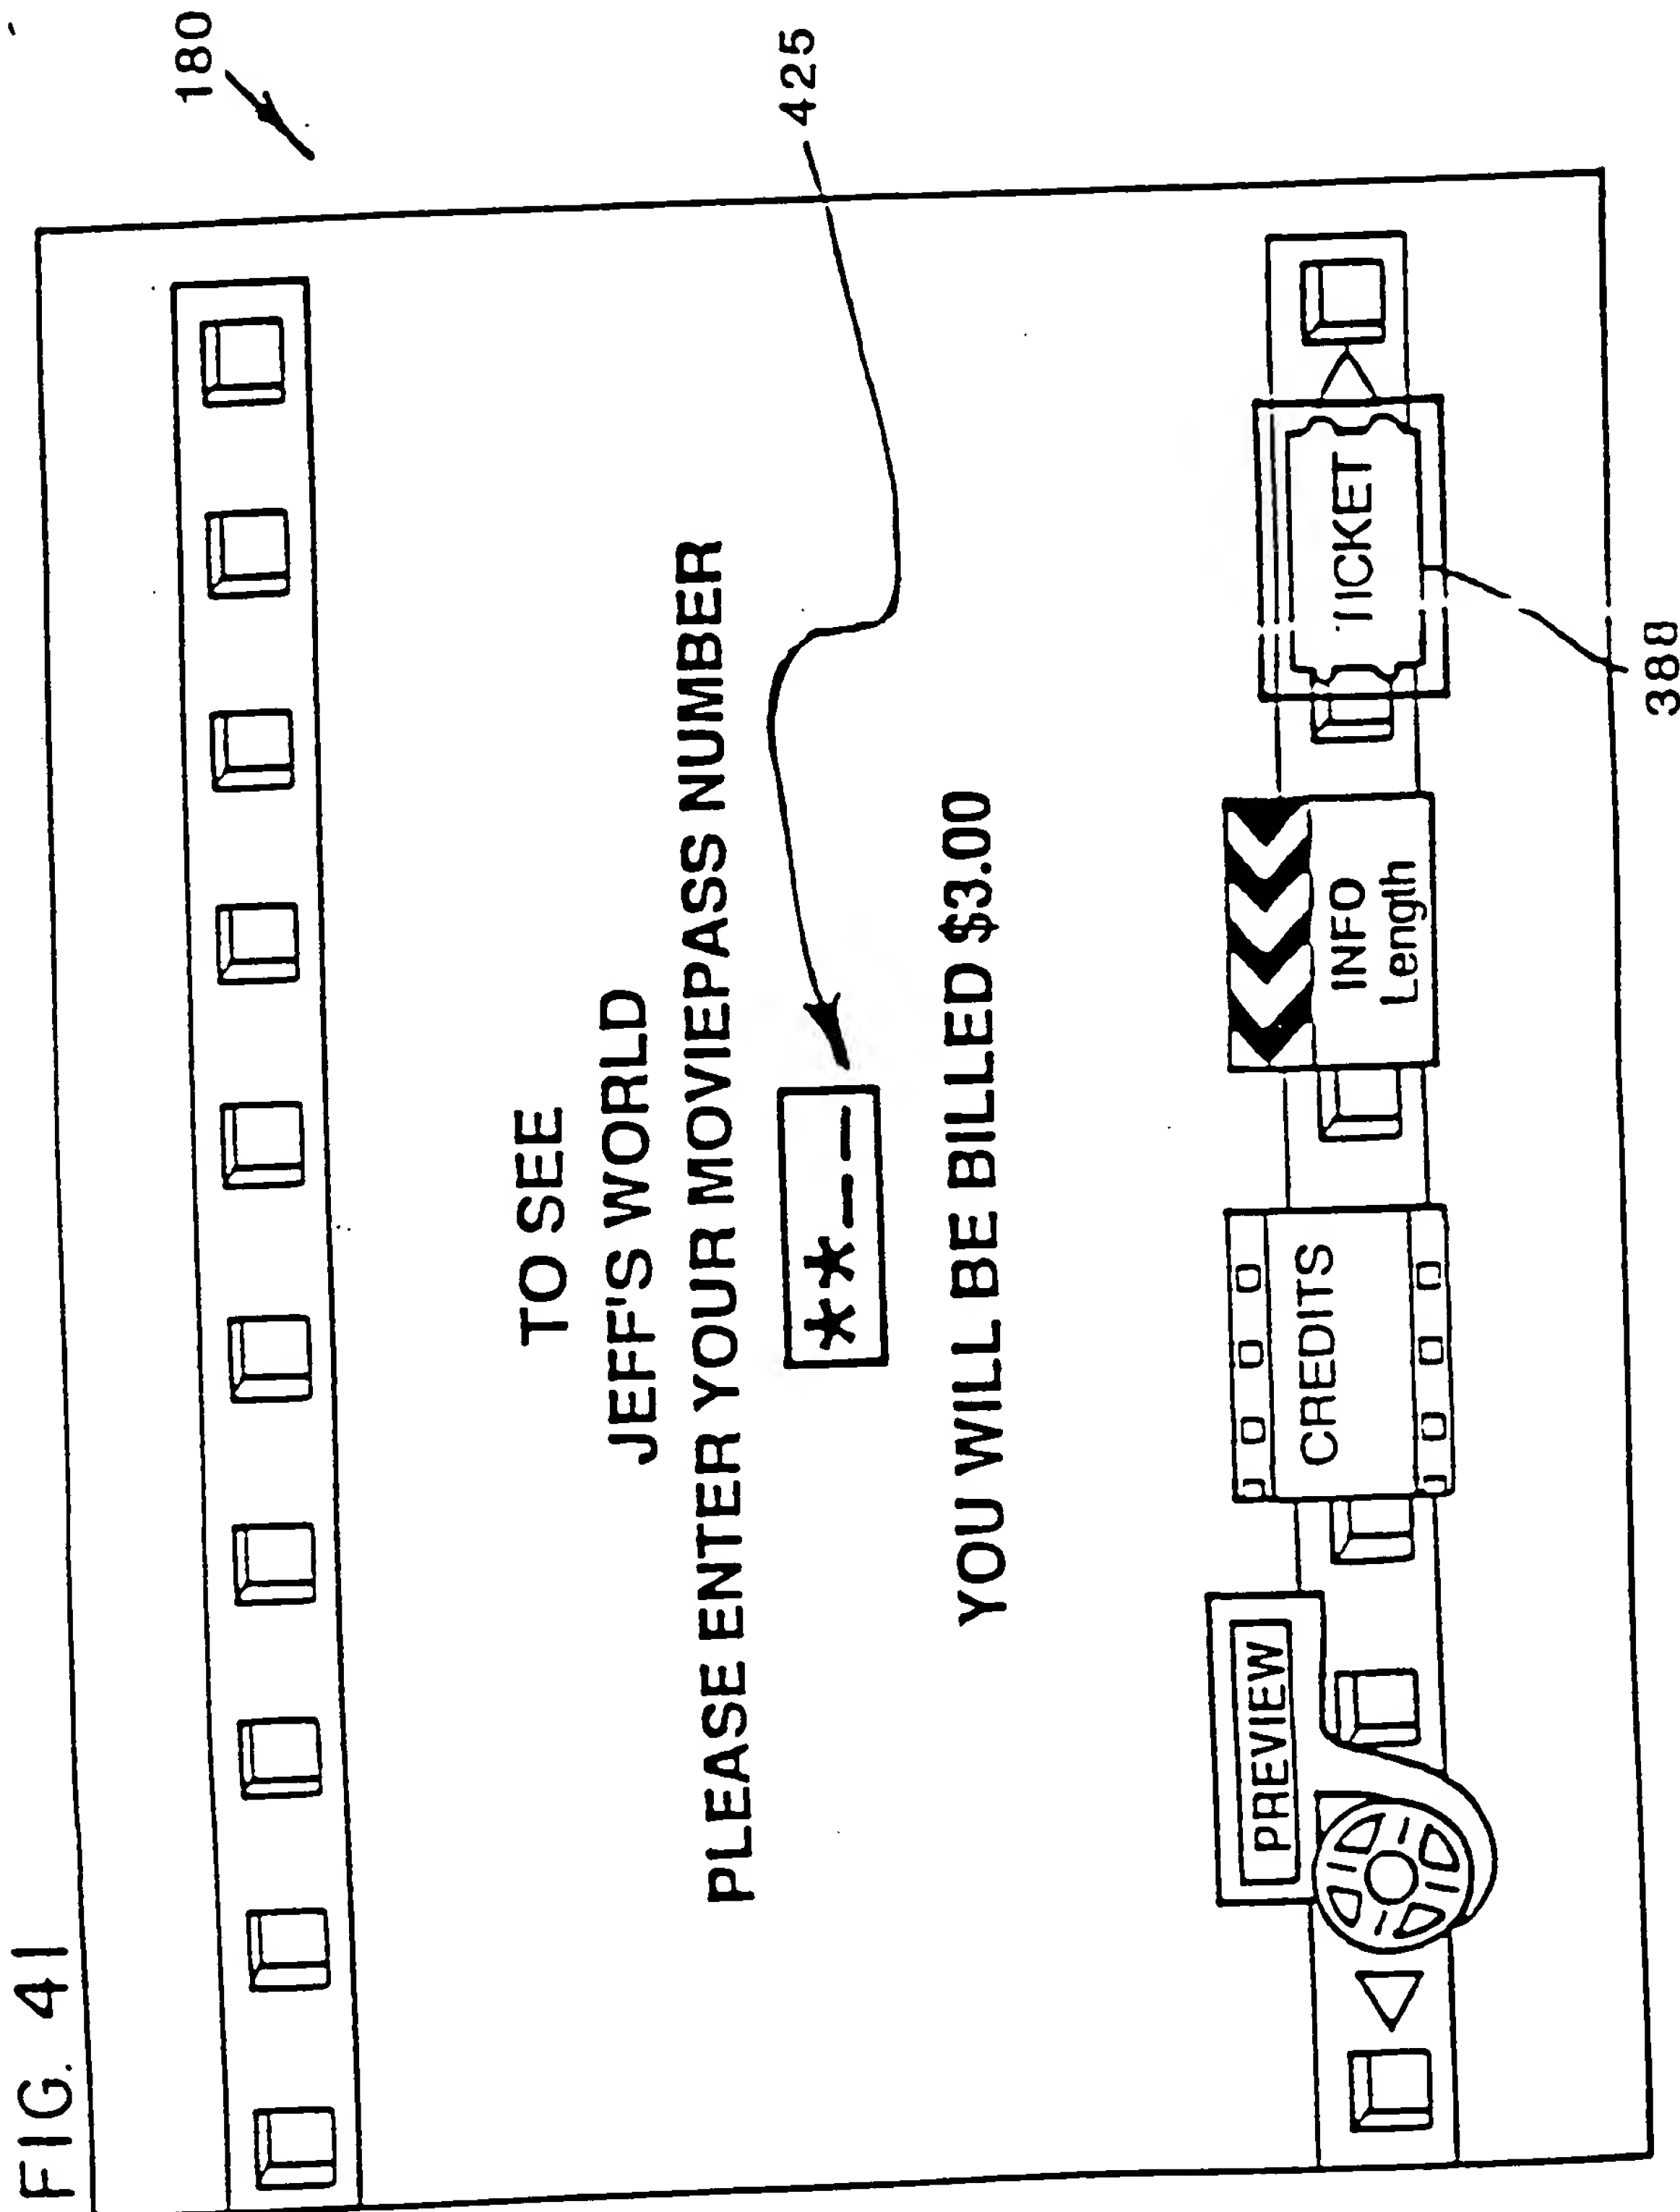 FIG. 41
180
TO SEE
JEFF'S WORLD
PLEASE ENTER YOUR MOVIEPASS NUMBER
**--
425
YOU WILL BE BILLED $3.00
PREVIEW
CREDITS
INFO
Length
TICKET
388